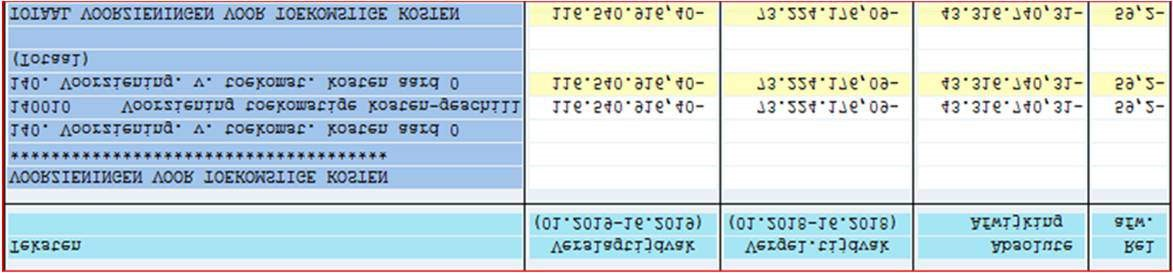 Teksten Verslagtijdvak Vergel.tijdvak Absolute Rel
(01.2019-16.2019) (01.2018-16.2018) Afwijking afw.
VOORZIENINGEN VOOR TOEKOMSTIGE KOSTEN
************************************
140. Voorziening. v. toekomst. kosten aard 0
140010 Voorziening toekomstige kosten-geschill 116.540.916,40- 73.224.176,09- 43.316.740,31- 59,2-
140. Voorziening. v. toekomst. kosten aard 0 116.540.916,40- 73.224.176,09- 43.316.740,31- 59,2-
(Totaal)
TOTAAL VOORZIENINGEN VOOR TOEKOMSTIGE KOSTEN 116.540.916,40- 73.224.176,09- 43.316.740,31- 59,2-